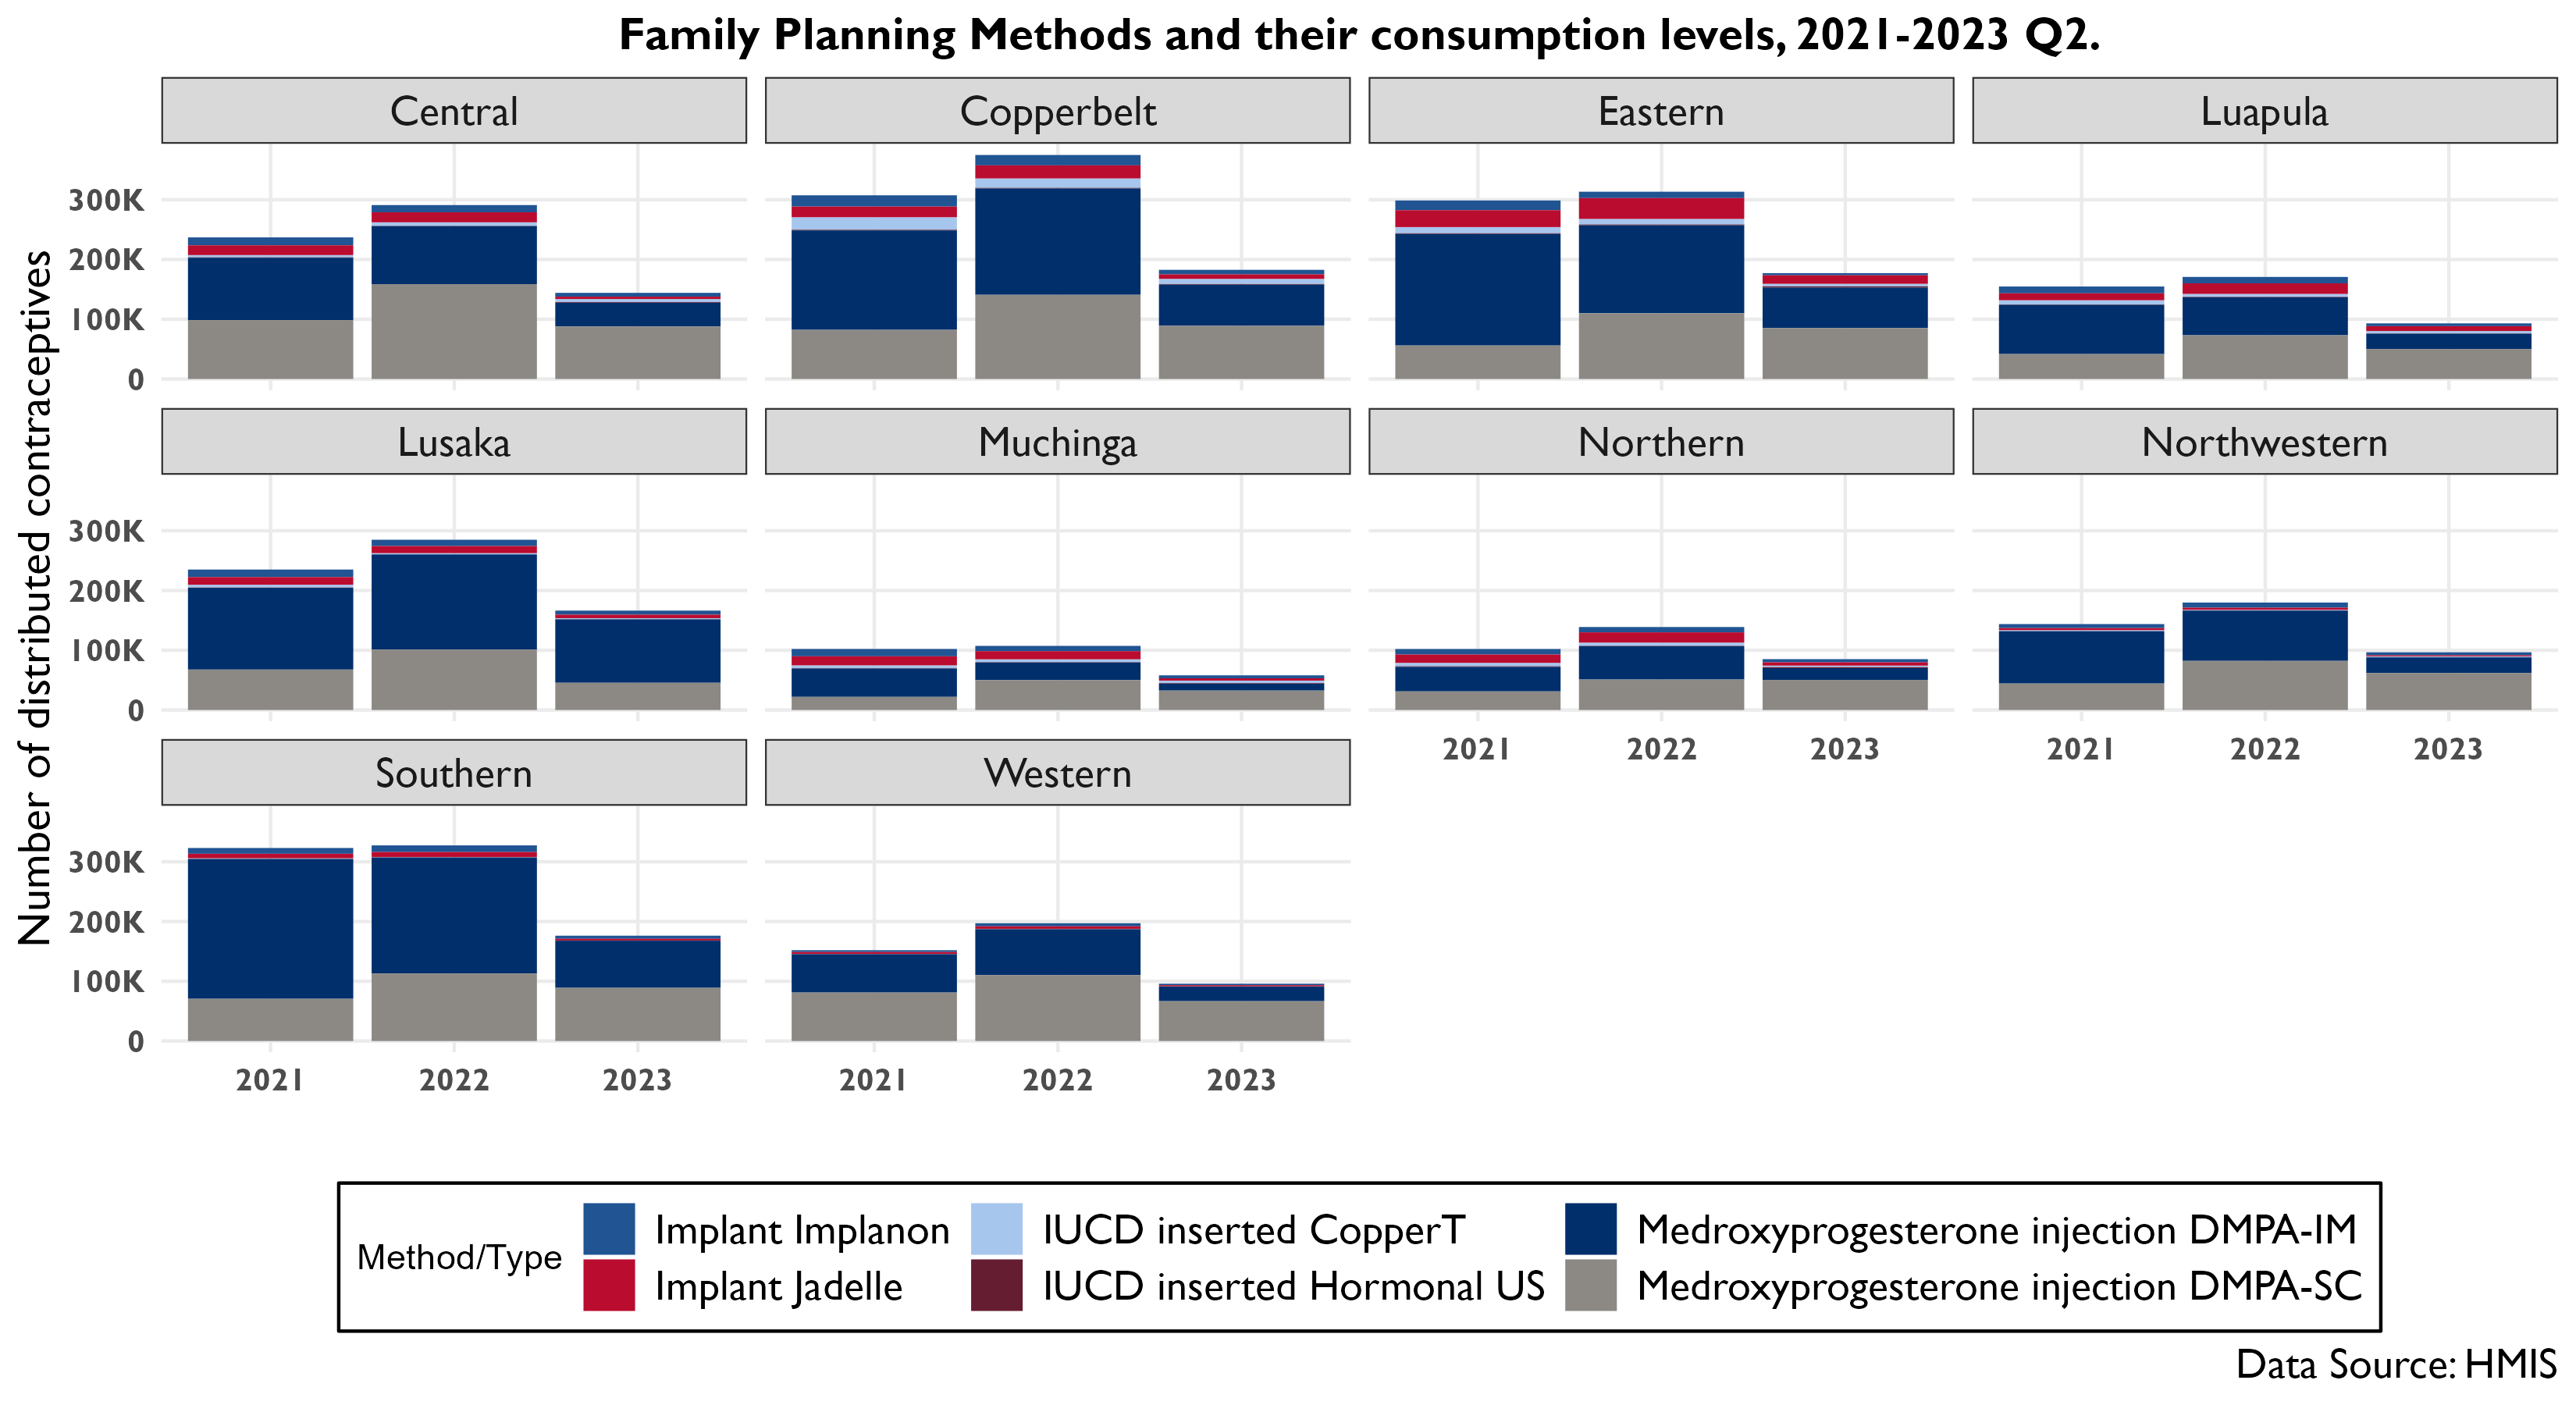 Family Planning Methods and their consumption levels, 2021-2023 Q2.
Number of distributed contraceptives
Central
Copperbelt
Eastern
Luapula
300K
200K
100K
0
Lusaka
Muchinga
Northern
Northwestern
300K
200K
100K
0
2021 2022 2023
2021 2022 2023
Southern
Western
300K
200K
100K
0
2021 2022 2023
2021 2022 2023
Method/Type
Implant Implanon
Implant Jadelle
IUCD inserted CopperT
IUCD inserted Hormonal US
Medroxyprogesterone injection DMPA-IM
Medroxyprogesterone injection DMPA-SC
Data Source: HMIS